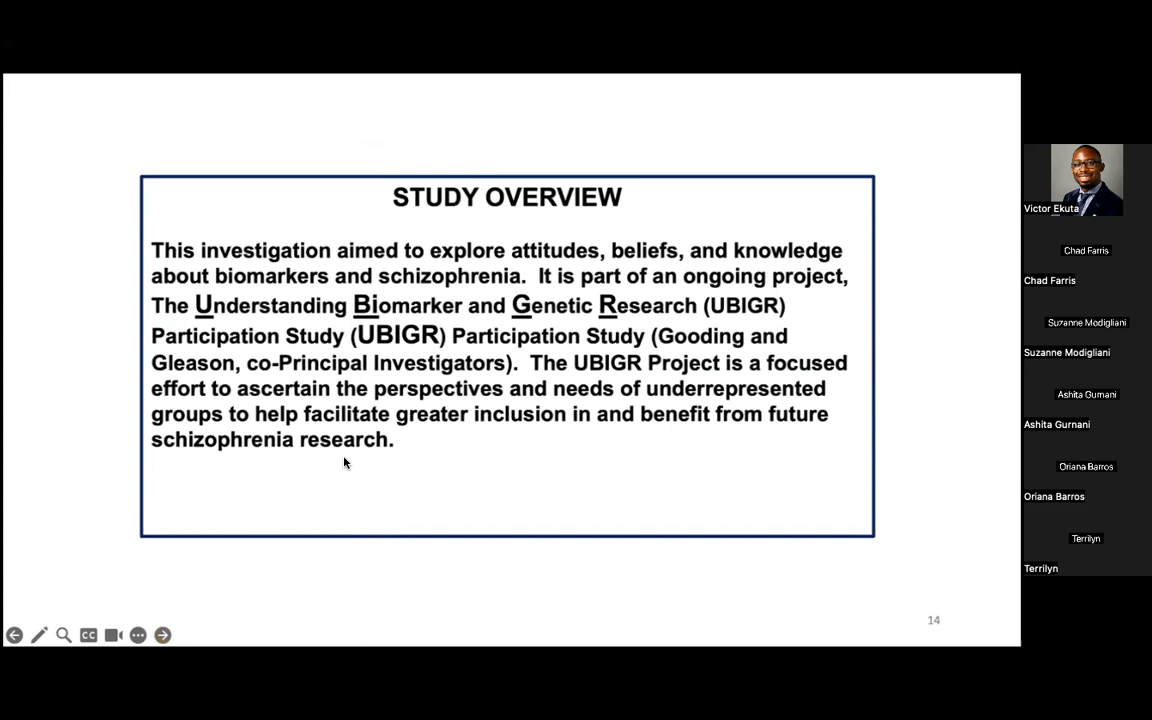 STUDY OVERVIEW
This investigation aimed to explore attitudes, beliefs, and knowledge
about biomarkers and schizophrenia.  It is part of an ongoing project,
The Understanding Biomarker and Genetic Research (UBIGR)
Participation Study (UBIGR) Participation Study (Gooding and
Gleason, co-Principal Investigators).  The UBIGR Project is a focused
effort to ascertain the perspectives and needs of underrepresented
groups to help facilitate greater inclusion in and benefit from future
schizophrenia research.
14
CC
Victor Ekuta
Chad Farris
Chad Farris
Suzanne Modigliani
Suzanne Modigliani
Ashita Gurnani
Ashita Gurnani
Oriana Barros
Oriana Barros
Terrilyn
Terrilyn